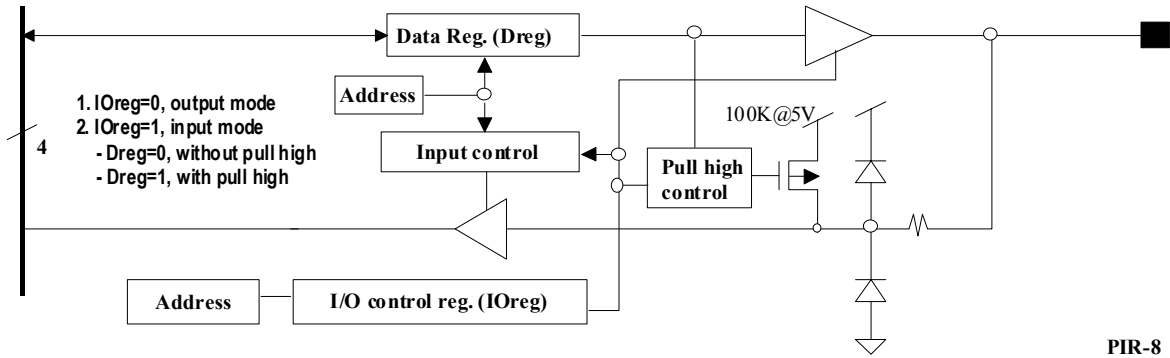 Data Reg. (Dreg)
Address
1. IOreg=0, output mode
2. IOreg=1, input mode
- Dreg=0, without pull high
- Dreg=1, with pull high
4
Input control
100K@5V
Pull high
control
Address
I/O control reg. (IOreg)
PIR-8